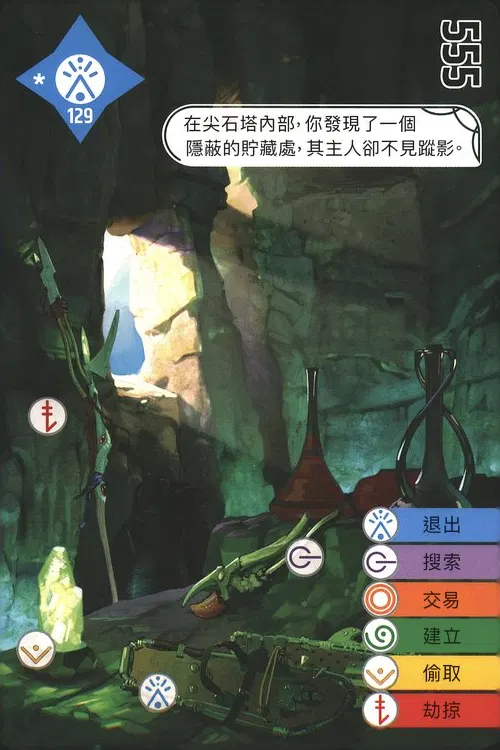 555
*
129
在尖石塔內部,你發現了一個
隱蔽的貯藏處,其主人卻不見蹤影。
退出
搜索
交易
建立
偷取
劫掠